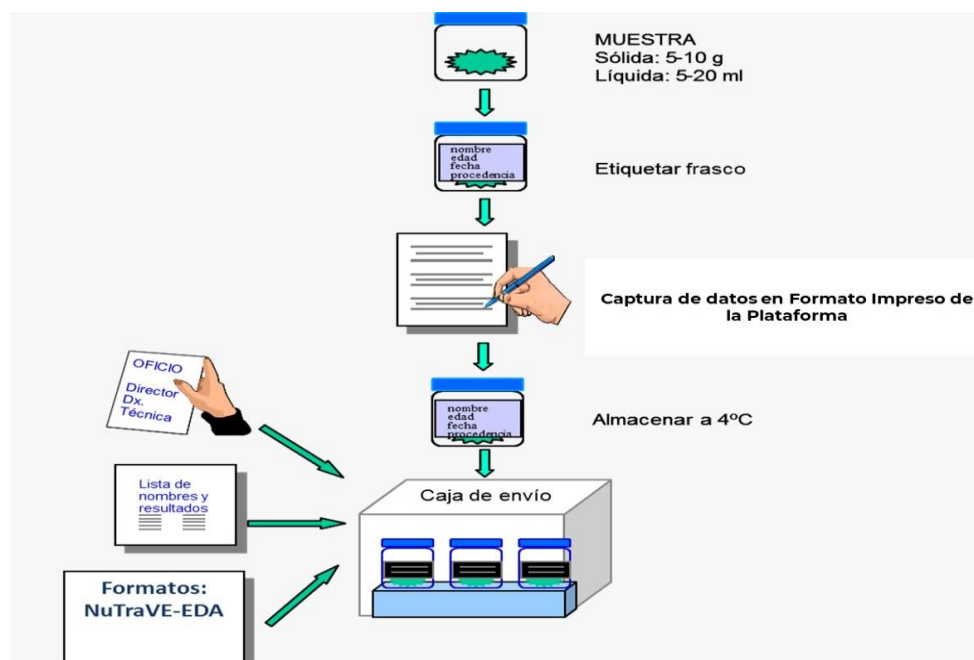 MUESTRA
Sólida: 5-10 g
Líquida: 5-20 ml
nombre
edad
fecha
procedencia
Etiquetar frasco
Captura de datos en Formato Impreso de
la Plataforma
OFICIO
Director
Dx.
Técnica
nombre
edad
fecha
procedencia
Almacenar a 4ºC
Lista de
nombres y
resultados
Caja de envío
Formatos:
NuTraVE-EDA